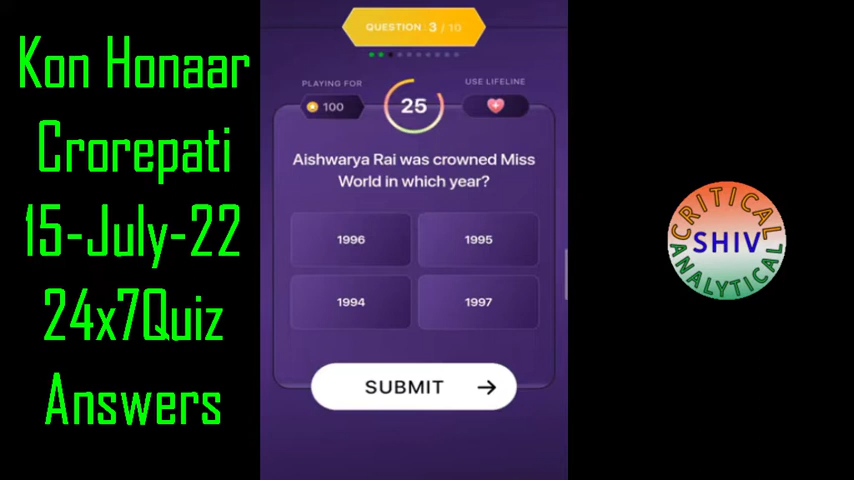 Kon Honaar
Crorepati
15-July-22
24x7Quiz
Answers
QUESTION 3 / 10
PLAYING FOR
100
25
USE LIFELINE
Aishwarya Rai was crowned Miss
World in which year?
1996
1995
1994
1997
SUBMIT →
CRITICAL
SHIV
ANALYTICAL